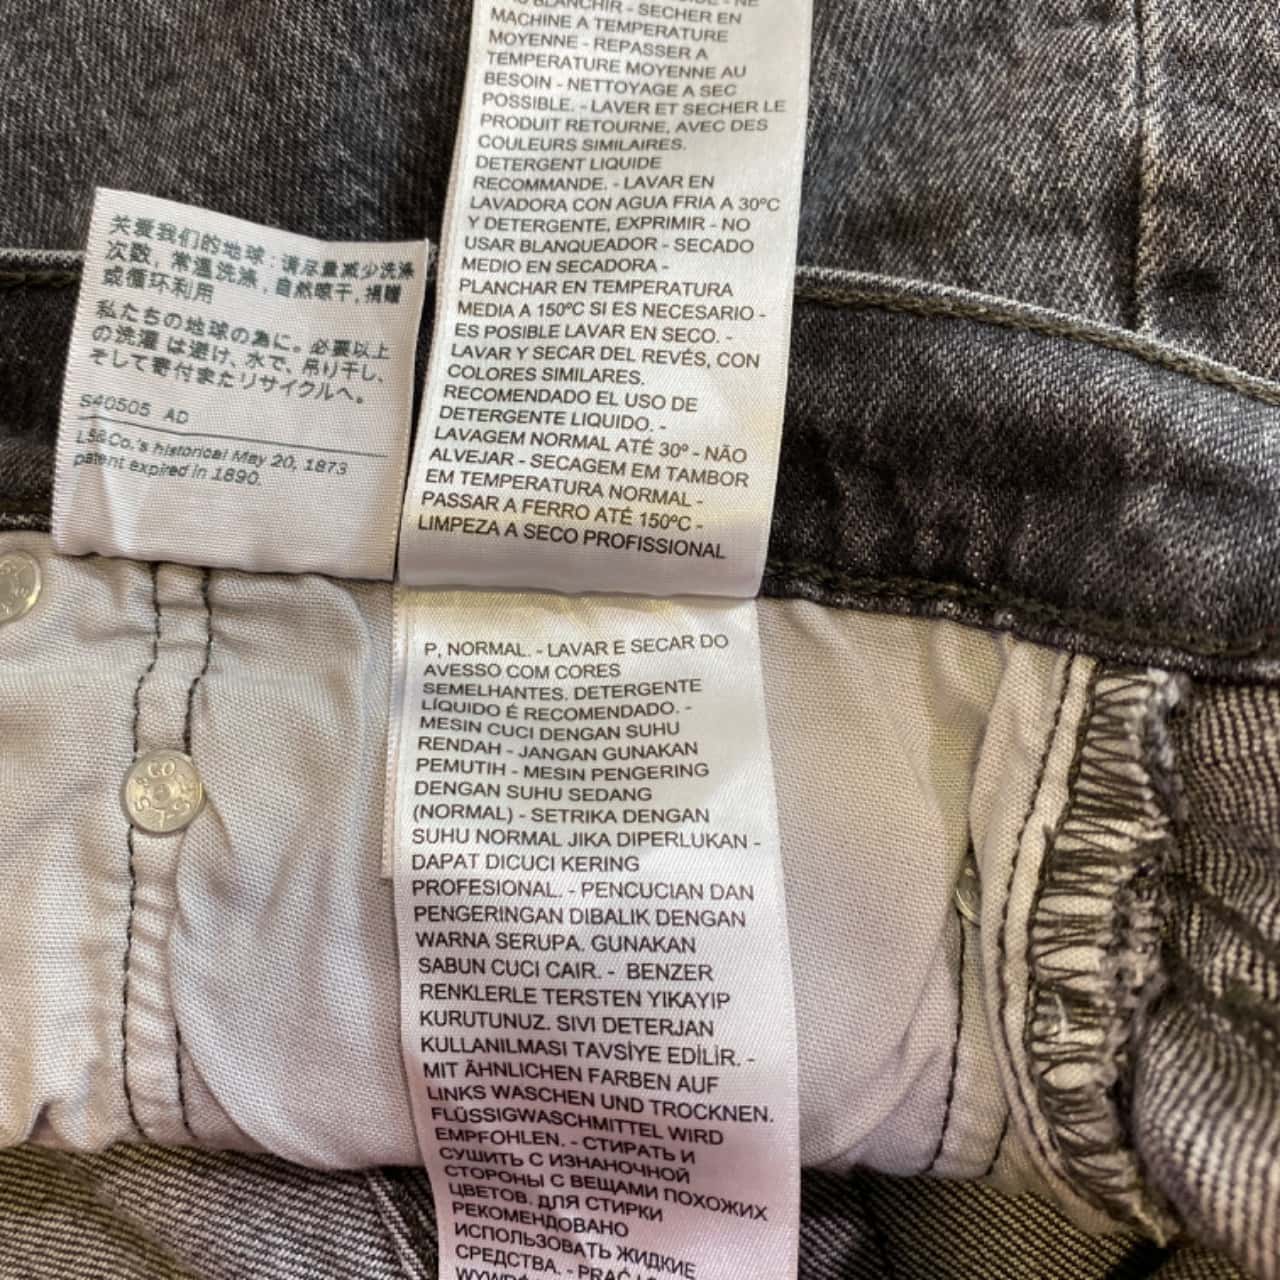 关爱我们的地球：请尽量减少洗涤
次数，常温洗涤，自然晾干，捐赠
或循环利用
私たちの地球の為に。必要以上
の洗濯は避け、水で、吊り干し、
そして寄付またリサイクルへ。
S40505 AD
LS&Co.'s historical May 20, 1873
patent expired in 1890.
BLANCHIR - SECHER EN
MACHINE A TEMPERATURE
MOYENNE - REPASSER A
TEMPERATURE MOYENNE AU
BESOIN - NETTOYAGE A SEC
POSSIBLE. - LAVER ET SECHER LE
PRODUIT RETOURNE, AVEC DES
COULEURS SIMILAIRES.
DETERGENT LIQUIDE
RECOMMANDE. - LAVAR EN
LAVADORA CON AGUA FRIA A 30ºC
Y DETERGENTE, EXPRIMIR - NO
USAR BLANQUEADOR - SECADO
MEDIO EN SECADORA -
PLANCHAR EN TEMPERATURA
MEDIA A 150ºC SI ES NECESARIO -
ES POSIBLE LAVAR EN SECO. -
LAVAR Y SECAR DEL REVÉS, CON
COLORES SIMILARES.
RECOMENDADO EL USO DE
DETERGENTE LIQUIDO. -
LAVAGEM NORMAL ATÉ 30º - NÃO
ALVEJAR - SECAGEM EM TAMBOR
EM TEMPERATURA NORMAL -
PASSAR A FERRO ATÉ 150ºC -
LIMPEZA A SECO PROFISSIONAL
P, NORMAL. - LAVAR E SECAR DO
AVESSO COM CORES
SEMELHANTES. DETERGENTE
LÍQUIDO É RECOMENDADO. -
MESIN CUCI DENGAN SUHU
RENDAH - JANGAN GUNAKAN
PEMUTIH - MESIN PENGERING
DENGAN SUHU SEDANG
(NORMAL) - SETRIKA DENGAN
SUHU NORMAL JIKA DIPERLUKAN -
DAPAT DICUCI KERING
PROFESIONAL. - PENCUCIAN DAN
PENGERINGAN DIBALIK DENGAN
WARNA SERUPA. GUNAKAN
SABUN CUCI CAIR. - BENZER
RENKLERLE TERSTEN YIKAYIP
KURUTUNUZ. SIVI DETERJAN
KULLANILMASI TAVSİYE EDİLİR. -
MIT ÄHNLICHEN FARBEN AUF
LINKS WASCHEN UND TROCKNEN.
FLÜSSIGWASCHMITTEL WIRD
EMPFOHLEN. - СТИРАТЬ И
СУШИТЬ С ИЗНАНОЧНОЙ
СТОРОНЫ С ВЕЩАМИ ПОХОЖИХ
ЦВЕТОВ. ДЛЯ СТИРКИ
РЕКОМЕНДОВАНО
ИСПОЛЬЗОВАТЬ ЖИДКИЕ
СРЕДСТВА. - PRAĆ